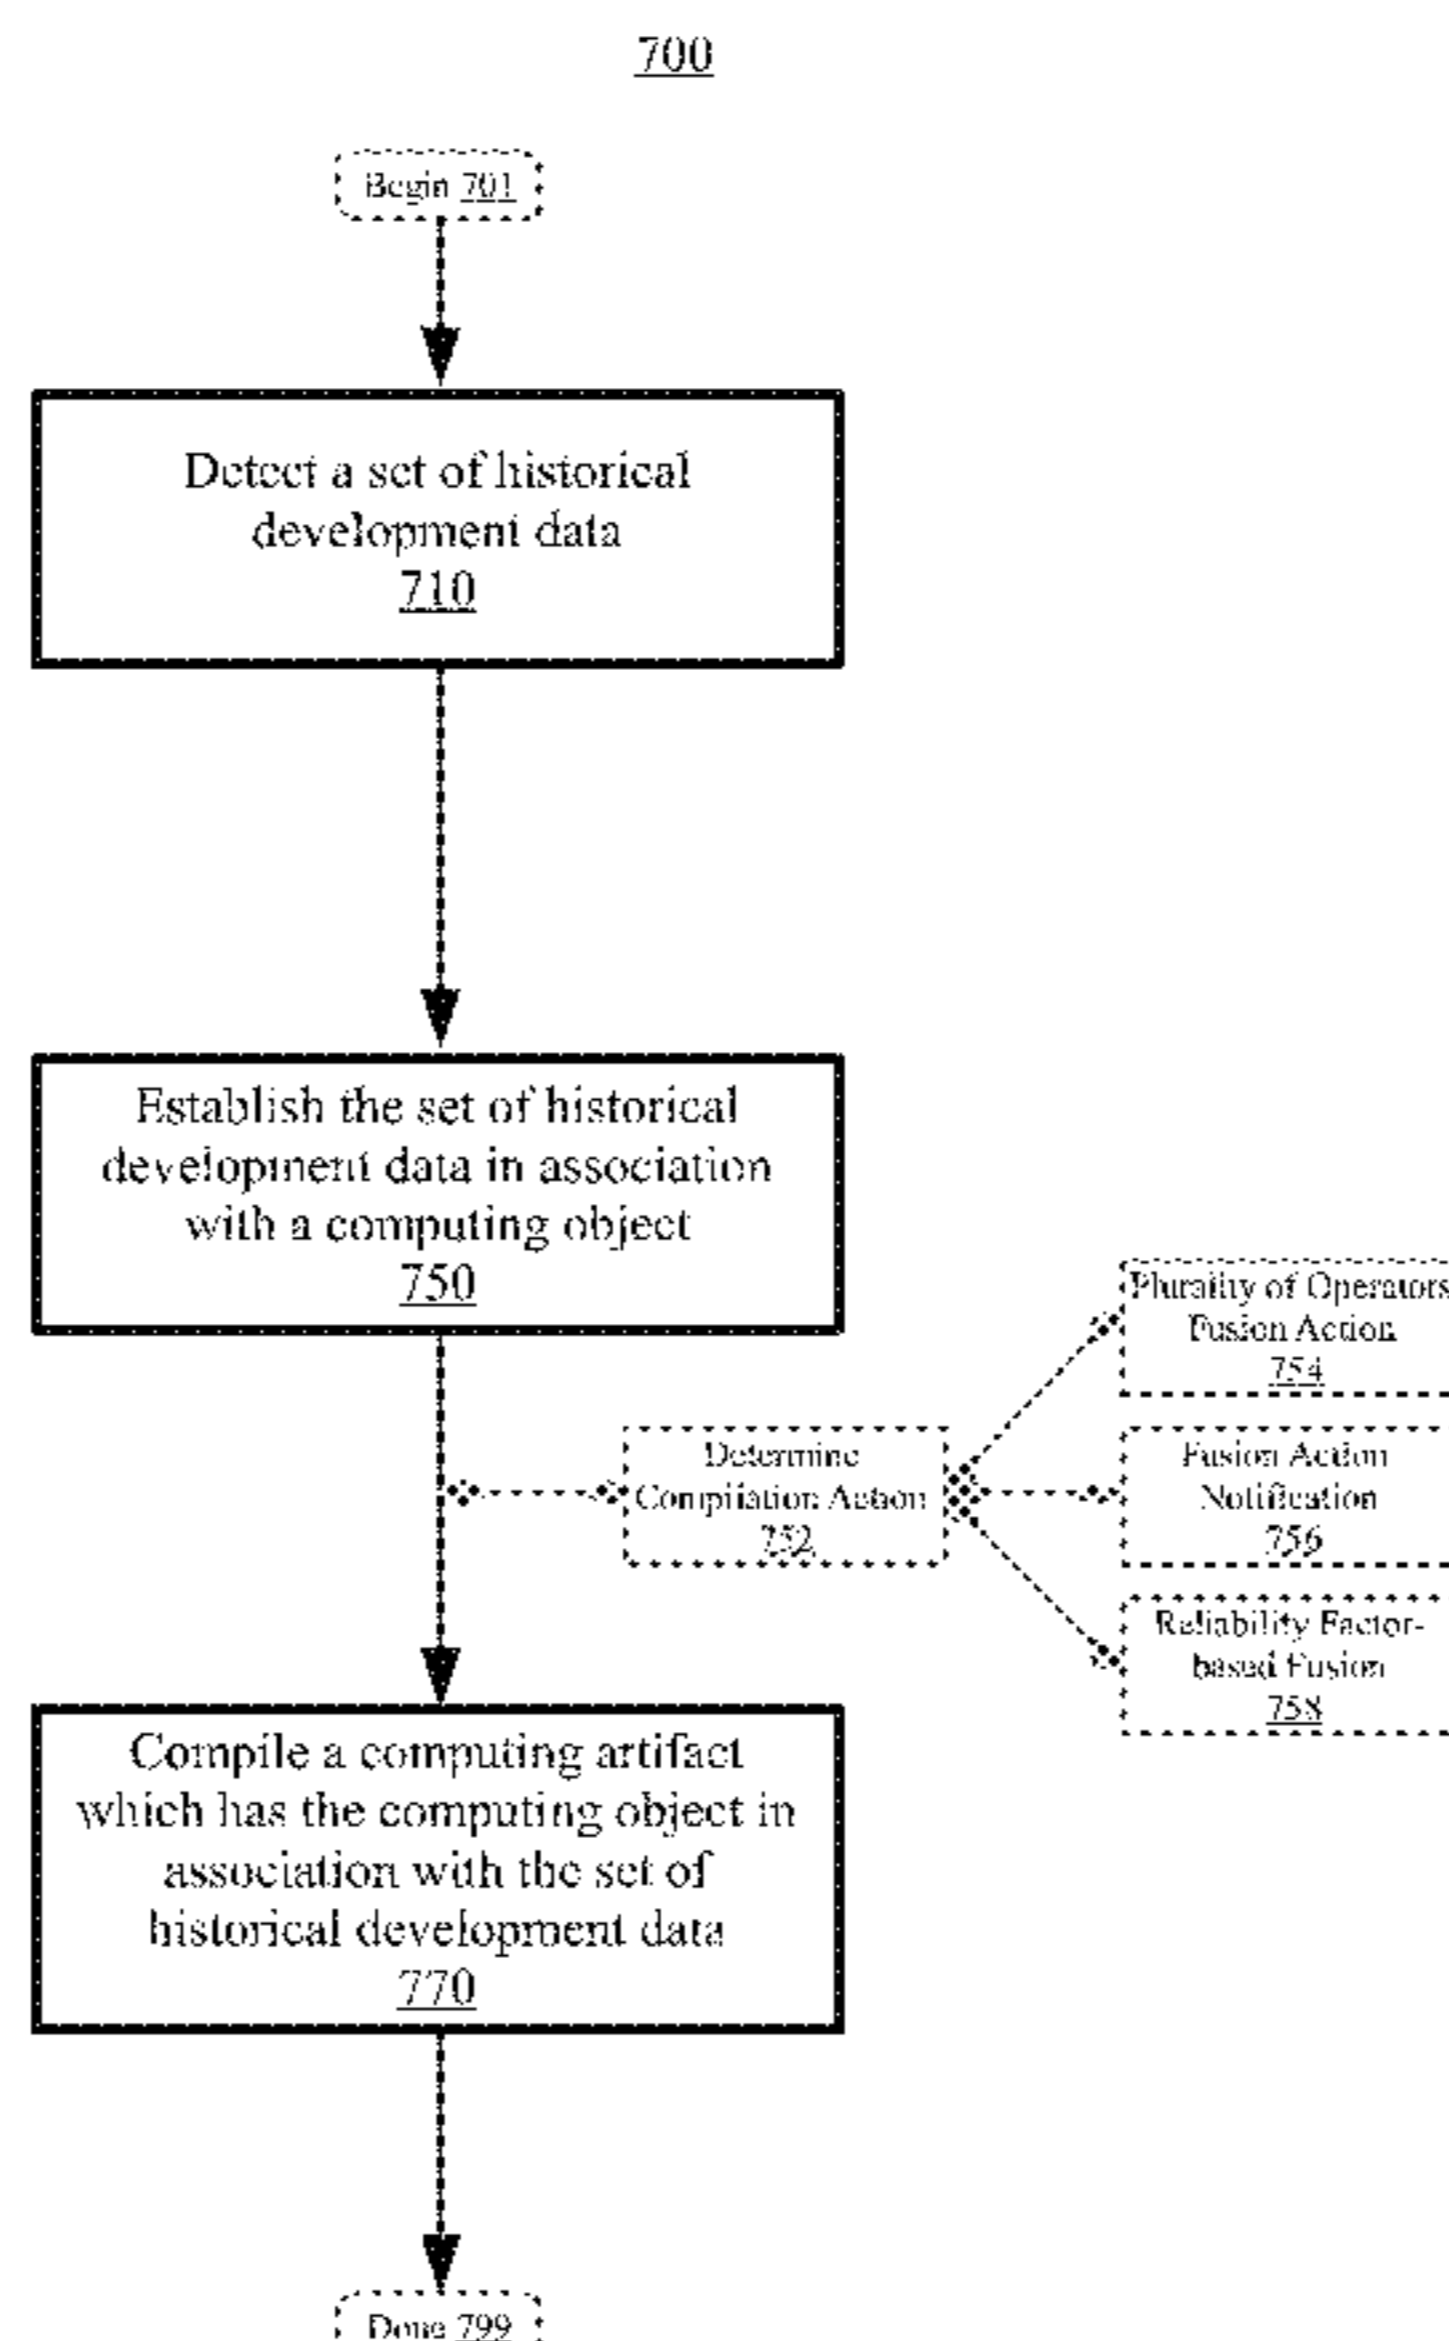 700
Begin 701
Detect a set of historical
development data
710
Establish the set of historical
development data in association
with a computing object
750
Plurality of Operators
Fusion Action
754
Determine
Compilation Action
752
Fusion Action
Notification
756
Reliability Factor-
based Fusion
758
Compile a computing artifact
which has the computing object in
association with the set of
historical development data
770
Done 799